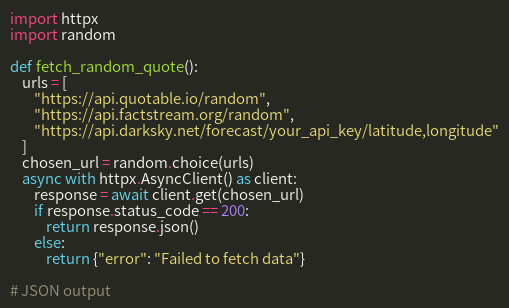 import httpx
import random

def fetch_random_quote():
    urls = [
        "https://api.quotable.io/random",
        "https://api.factstream.org/random",
        "https://api.darksky.net/forecast/your_api_key/latitude,longitude"
    ]
    chosen_url = random.choice(urls)
    async with httpx.AsyncClient() as client:
        response = await client.get(chosen_url)
        if response.status_code == 200:
            return response.json()
        else:
            return {"error": "Failed to fetch data"}

# JSON output